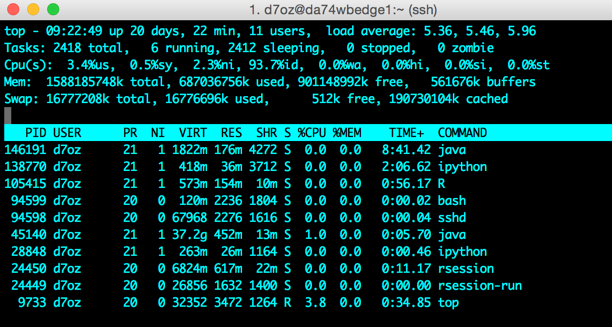 1. d7oz@da74wbedge1:~ (ssh)
top - 09:22:49 up 20 days, 22 min, 11 users,  load average: 5.36, 5.46, 5.96
Tasks: 2418 total,   6 running, 2412 sleeping,   0 stopped,   0 zombie
Cpu(s):  3.4%us,  0.5%sy,  2.3%ni, 93.7%id,  0.0%wa,  0.0%hi,  0.0%si,  0.0%st
Mem:  1588185748k total, 687036756k used, 901148992k free,   561676k buffers
Swap: 16777208k total, 16776696k used,      512k free, 190730104k cached
PID USER      PR  NI  VIRT  RES  SHR S %CPU %MEM    TIME+  COMMAND
146191 d7oz      21   1 1822m 176m 4272 S  0.0  0.0   8:41.42 java
138770 d7oz      21   1  418m  36m 3712 S  0.0  0.0   2:06.62 ipython
105415 d7oz      21   1  573m 154m  10m S  0.0  0.0   0:56.17 R
94599 d7oz      20   0  120m 2236 1804 S  0.0  0.0   0:00.02 bash
94598 d7oz      20   0 67968 2276 1616 S  0.0  0.0   0:00.04 sshd
45140 d7oz      21   1 37.2g 452m  13m S  1.0  0.0   0:05.70 java
28848 d7oz      21   1  263m  26m 1164 S  0.0  0.0   0:00.46 ipython
24450 d7oz      20   0 6824m 617m  22m S  0.0  0.0   0:11.17 rsession
24449 d7oz      20   0 26856 1632 1400 S  0.0  0.0   0:00.00 rsession-run
9733 d7oz      20   0 32352 3472 1264 R  3.8  0.0   0:34.85 top